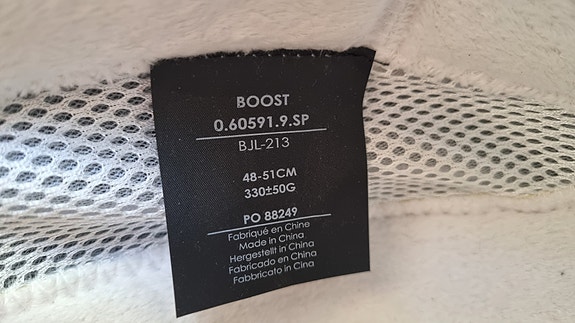 BOOST
0.60591.9.SP
BJL-213
48-51CM
330±50G
PO 88249
Fabriqué en Chine
Made in China
Hergestellt in China
Fabricado en China
Fabbricato in Cina